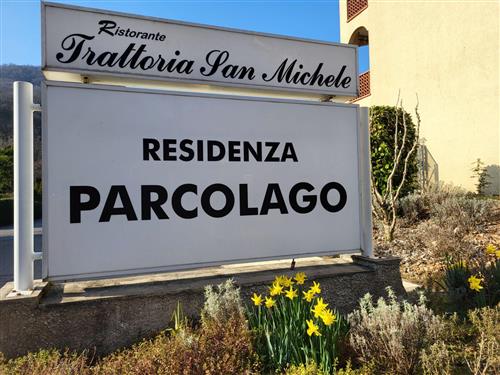 Ristorante
Trattoria San Michele
RESIDENZA
PARCOLAGO